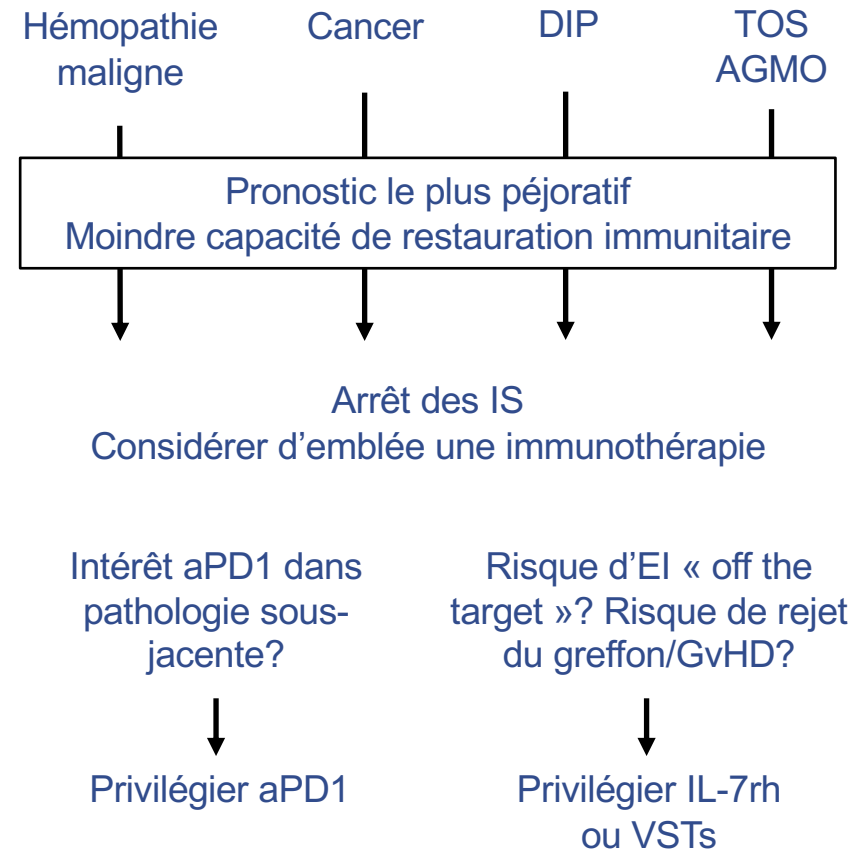 Hémopathie
maligne
Cancer
DIP
TOS
AGMO
Pronostic le plus péjoratif
Moindre capacité de restauration immunitaire
Arrêt des IS
Considérer d'emblée une immunothérapie
Intérêt aPD1 dans
pathologie sous-
jacente?
Risque d'EI « off the
target »? Risque de rejet
du greffon/GvHD?
Privilégier aPD1
Privilégier IL-7rh
ou VSTs